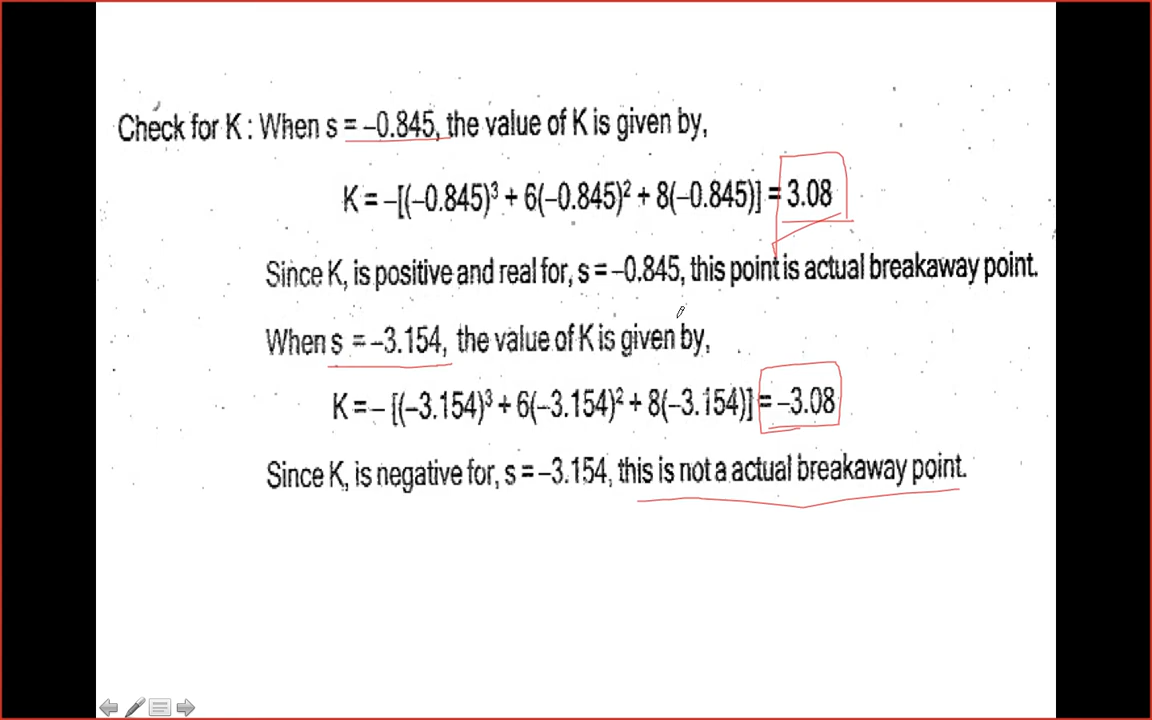 Check for K : When s = –0.845, the value of K is given by,
K = –[(–0.845)³ + 6(–0.845)² + 8(–0.845)] = 3.08
Since K, is positive and real for, s = –0.845, this point is actual breakaway point.
When s = –3.154, the value of K is given by,
K = – [(–3.154)³ + 6(–3.154)² + 8(–3.154)] = –3.08
Since K, is negative for, s = –3.154, this is not a actual breakaway point.